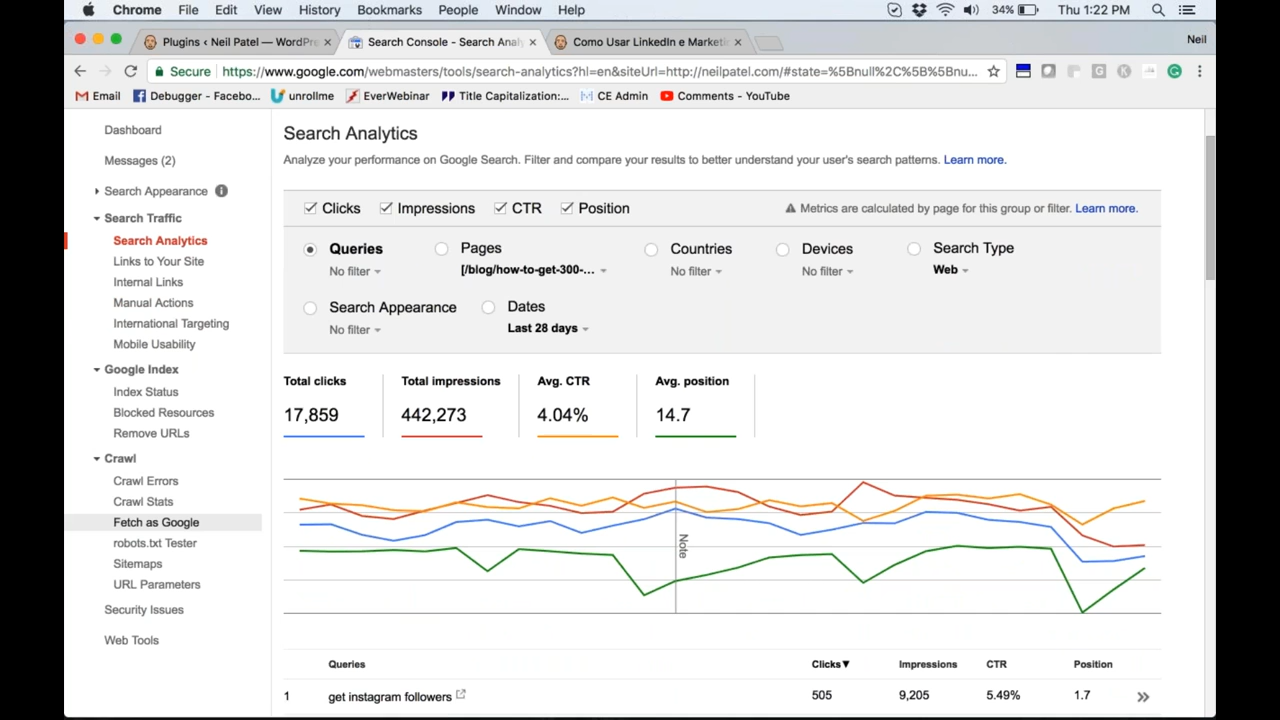 Chrome File Edit View History Bookmarks People Window Help 34% Thu 1:22 PM
Plugins ‹ Neil Patel — WordPre Search Console - Search Analy Como Usar LinkedIn e Marketi Neil
Secure https://www.google.com/webmasters/tools/search-analytics?hl=en&siteUrl=http://neilpatel.com/#state=%5Bnull%2C%5B%5Bnu...
Email Debugger - Facebo... unrollme EverWebinar Title Capitalization:... CE Admin Comments - YouTube
Dashboard
Messages (2)
Search Appearance
Search Traffic
Search Analytics
Links to Your Site
Internal Links
Manual Actions
International Targeting
Mobile Usability
Google Index
Index Status
Blocked Resources
Remove URLs
Crawl
Crawl Errors
Crawl Stats
Fetch as Google
robots.txt Tester
Sitemaps
URL Parameters
Security Issues
Web Tools
Search Analytics
Analyze your performance on Google Search. Filter and compare your results to better understand your user's search patterns. Learn more.
Clicks Impressions CTR Position Metrics are calculated by page for this group or filter. Learn more.
Queries Pages Countries Devices Search Type
No filter [/blog/how-to-get-300-... No filter No filter Web
Search Appearance Dates
No filter Last 28 days
Total clicks Total impressions Avg. CTR Avg. position
17,859 442,273 4.04% 14.7
Note
Queries Clicks▼ Impressions CTR Position
1 get instagram followers 505 9,205 5.49% 1.7 »